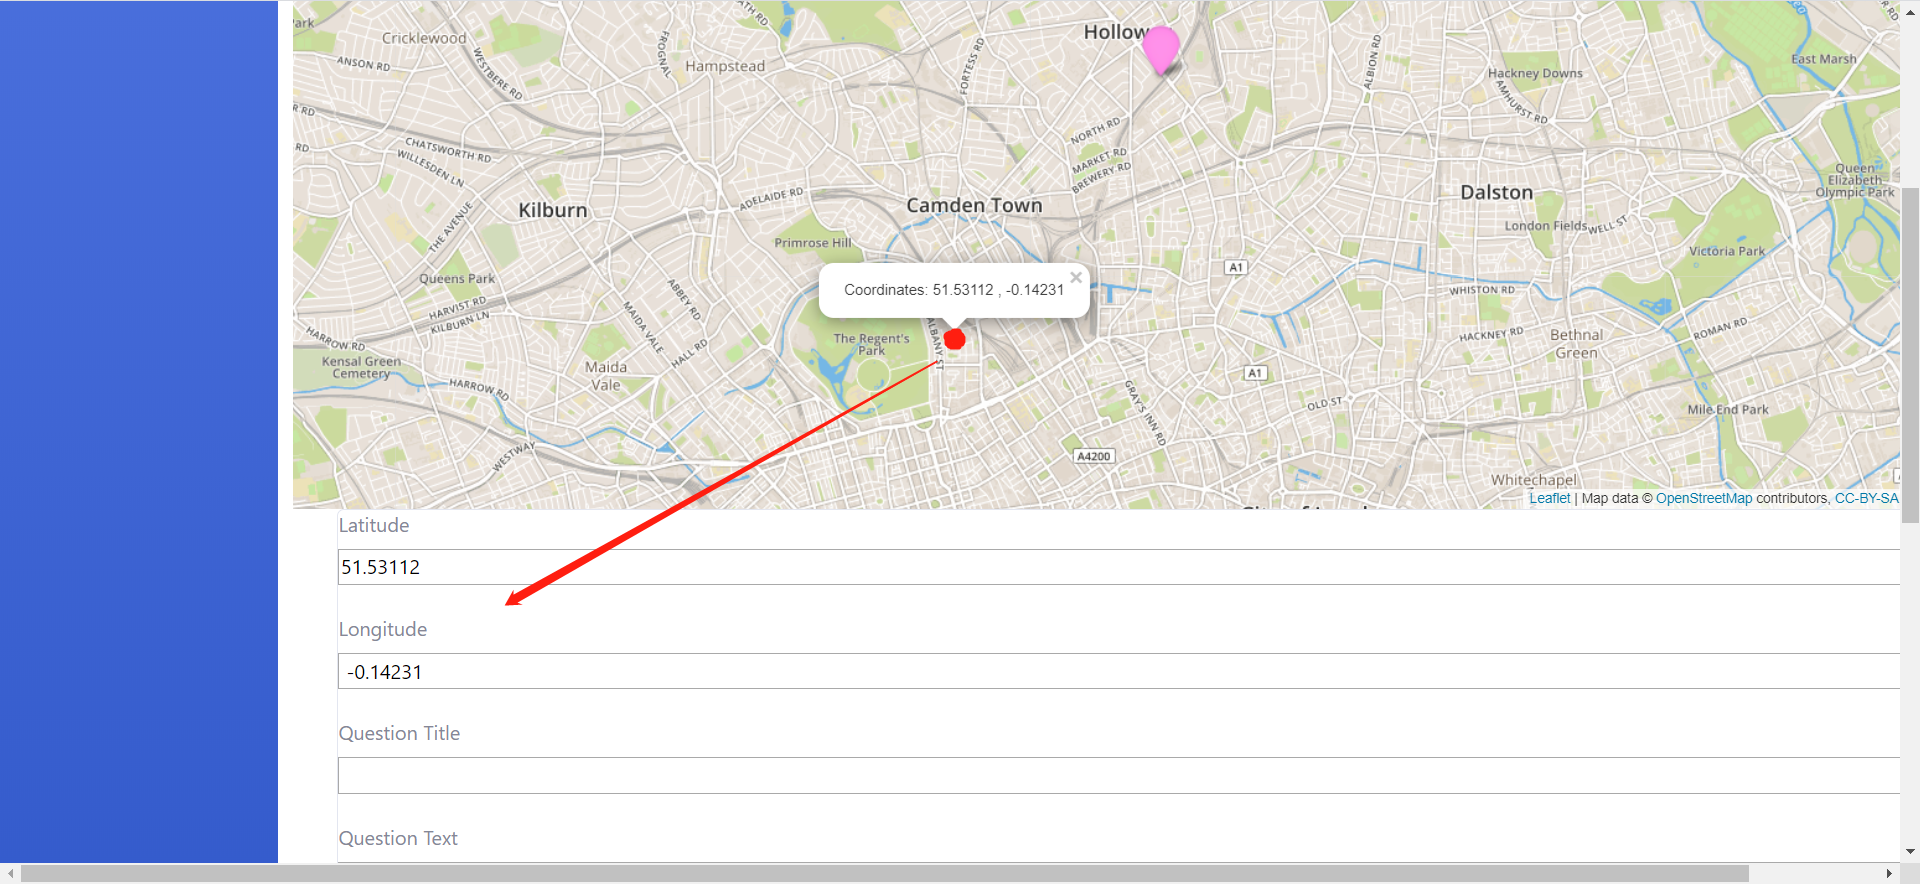 Cricklewood
ATH RD
Hollow
ANSON RD
WESTBERE RD
FROGNAL
Hampstead
FORTESS RD
ALBION RD
Hackney Downs
AMHURST RD
East Marsh
RD
CHATSWORTH RD
WILLESDEN LN
NORTH RD
MARKET RD
BREWERY RD
Queen
Elizabeth
Olympic Park
Kilburn
THE AVENUE
ADELAIDE RD
Camden Town
Dalston
London Fields
WELL ST
Primrose Hill
Victoria Park
Queens Park
A1
HARVIST RD
KILBURN LN
ABBEY RD
MAIDA VALE
Coordinates: 51.53112 , -0.14231
×
WHISTON RD
HARROW RD
HALL RD
The Regent's
Park
ALBANY ST
HACKNEY RD
Bethnal
Green
ROMAN RD
Kensal Green
Cemetery
HARROW RD
Maida
Vale
A1
GRAY'S INN RD
OLD ST
Mile End Park
WESTWAY
A4200
Whitechapel
Leaflet | Map data © OpenStreetMap contributors, CC-BY-SA
Latitude
51.53112
Longitude
-0.14231
Question Title
Question Text